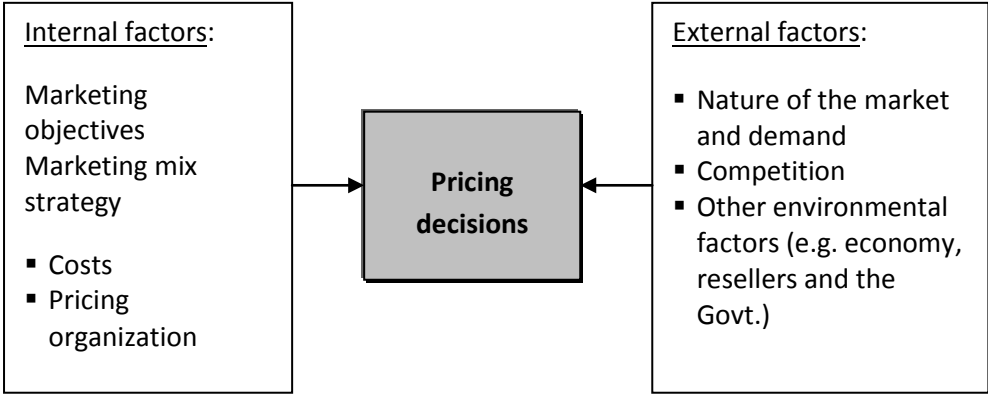 Internal factors:
Marketing
objectives
Marketing mix
strategy
▪ Costs
▪ Pricing
organization
Pricing
decisions
External factors:
▪ Nature of the market
and demand
▪ Competition
▪ Other environmental
factors (e.g. economy,
resellers and the
Govt.)